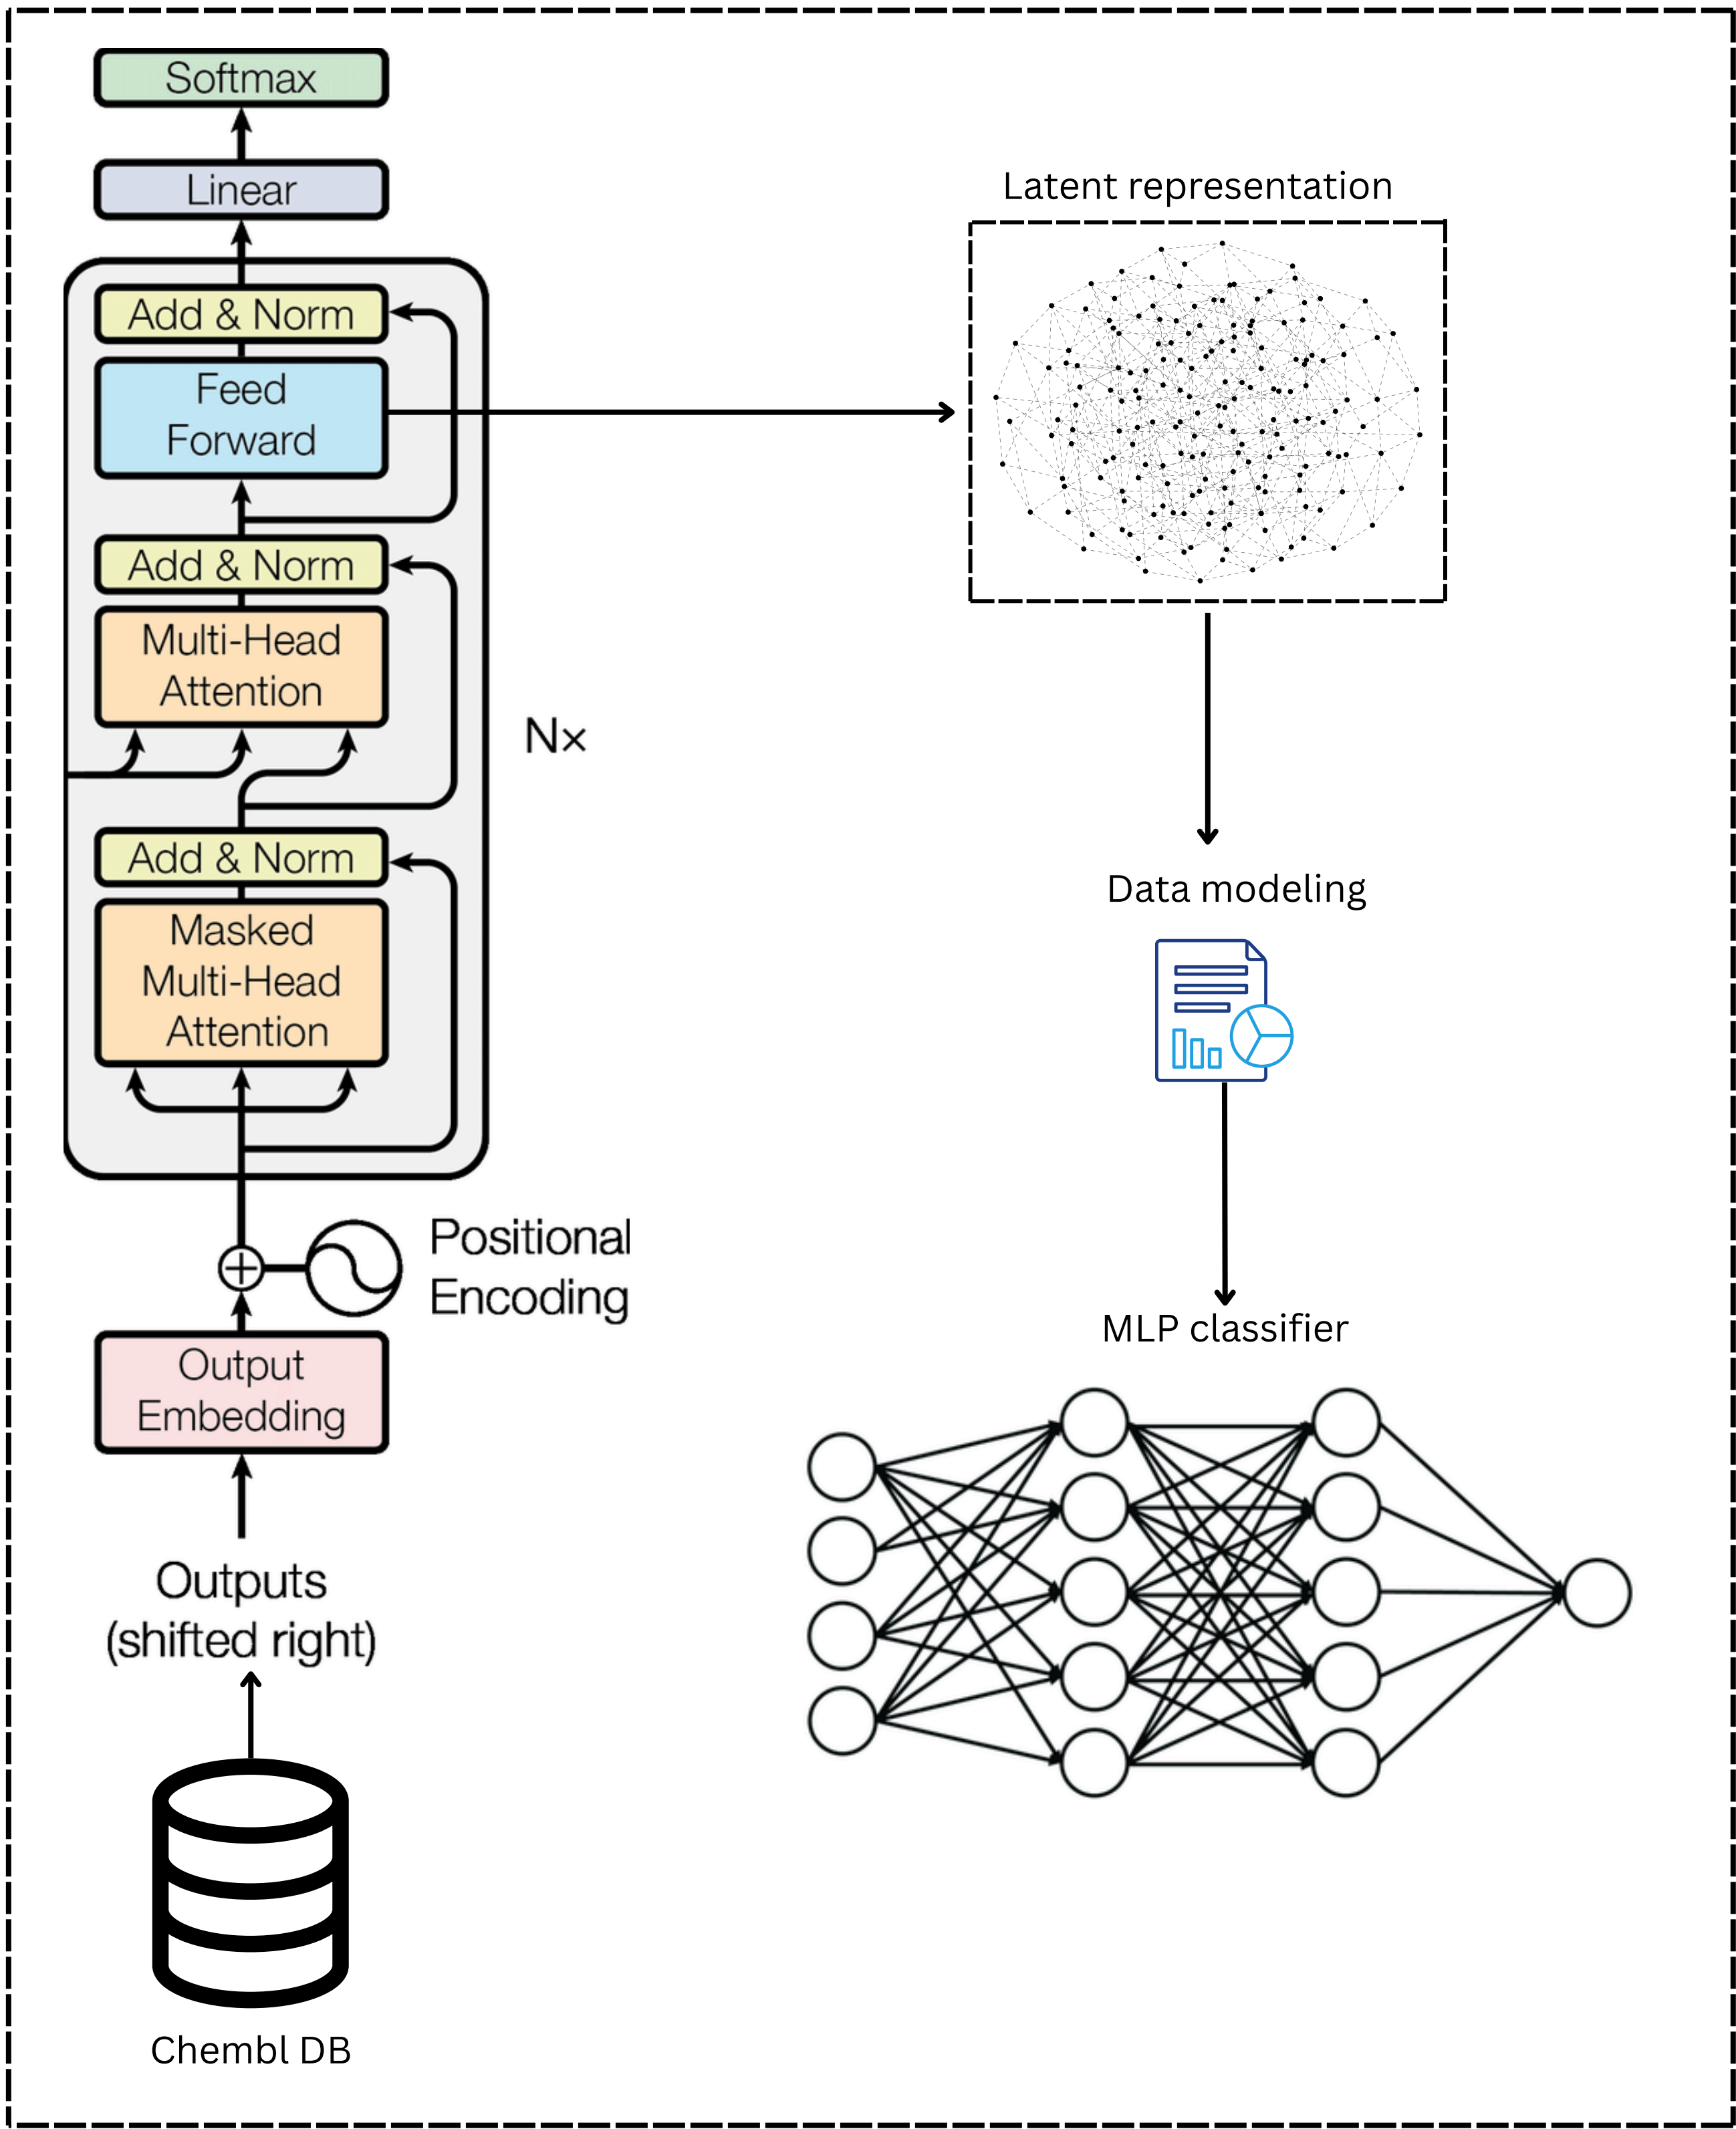 Softmax
Linear
Add & Norm
Feed
Forward
Add & Norm
Multi-Head
Attention
Nx
Add & Norm
Masked
Multi-Head
Attention
Positional
Encoding
Output
Embedding
Outputs
(shifted right)
Chembl DB
Latent representation
Data modeling
MLP classifier